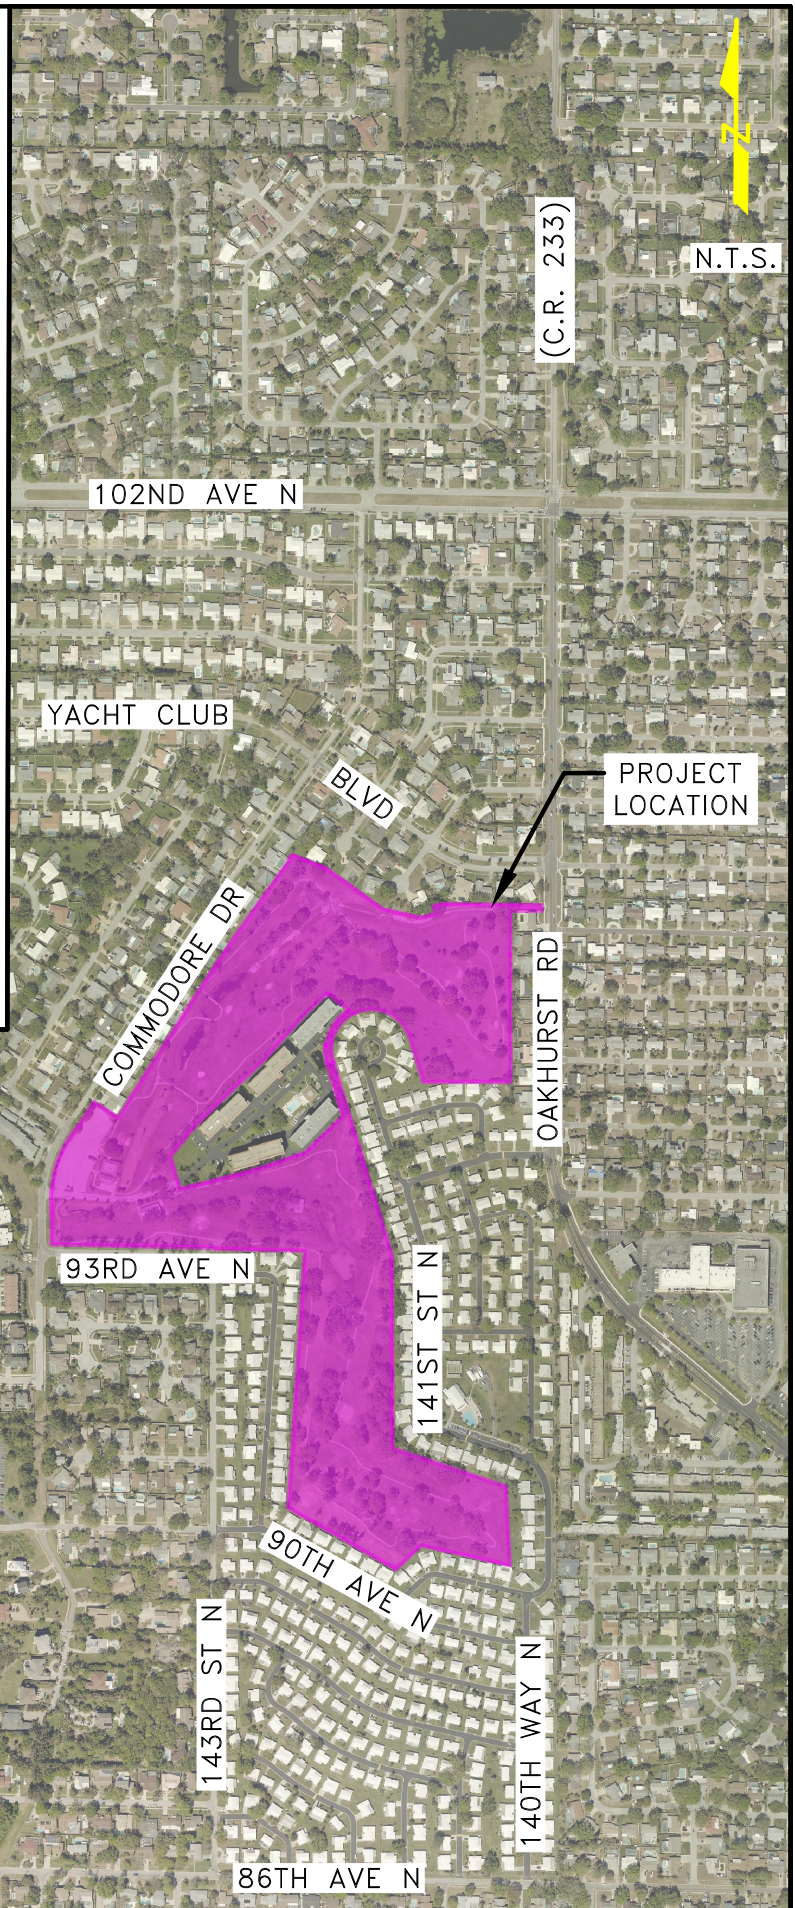 Z
N.T.S.
(C.R. 233)
102ND AVE N
YACHT CLUB
BLVD
PROJECT
LOCATION
COMMODORE DR
OAKHURST RD
93RD AVE N
141ST ST N
90TH AVE N
143RD ST N
140TH WAY N
86TH AVE N